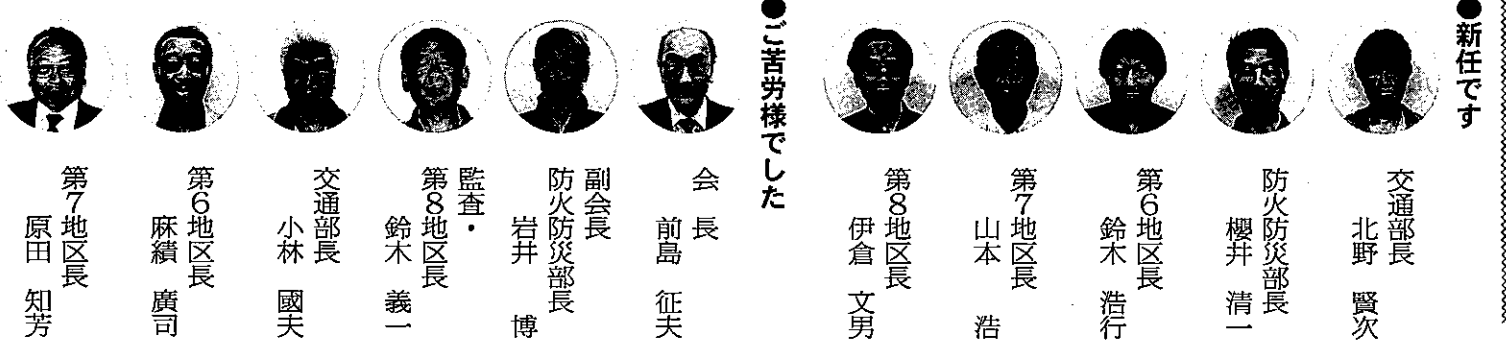 ●新任です
交通部長
北野 賢次
防火防災部長
櫻井 清一
第6地区長
鈴木 浩行
第7地区長
山本 浩
第8地区長
伊倉 文男
●ご苦労様でした
会長
前島 征夫
副会長
防火防災部長
岩井 博
監査・
第8地区長
鈴木 義一
交通部長
小林 國夫
第6地区長
麻績 廣司
第7地区長
原田 知芳